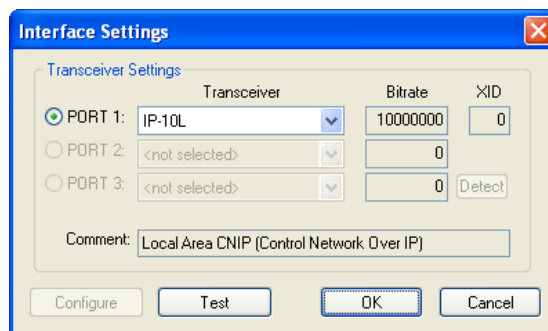 Interface Settings
Transceiver Settings
Transceiver Bitrate XID
PORT 1: IP-10L 10000000 0
PORT 2: <not selected> 0
PORT 3: <not selected> 0 Detect
Comment: Local Area CNIP (Control Network Over IP)
Configure Test OK Cancel